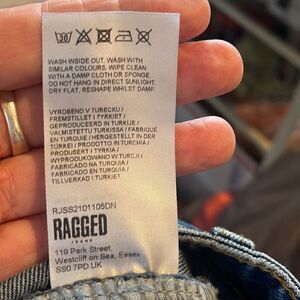 30
WASH INSIDE OUT. WASH WITH
SIMILAR COLOURS. WIPE CLEAN
WITH A DAMP CLOTH OR SPONGE.
DO NOT HANG IN DIRECT SUNLIGHT
DRY FLAT, RESHAPE WHILST DAMP
VYROBENO V TURECKU /
FREMSTILLET I TYRKIET /
GEPRODUCEERD IN TURKIJE /
VALMISTETTU TURKISSA / FABRIQUÉ
EN TURQUIE / HERGESTELLT IN DER
TÜRKEI / PRODOTTO IN TURCHIA /
PRODUSERT I TYRKIA /
WYPRODUKOWANO W TURCJI /
FABRICADO NA TURQUIA /
FABRICADO EN TURQUÍA /
TILLVERKAD I TURKIET
RJSS2101105DN
RAGGED
JEANS
119 Park Street,
Westcliff on Sea, Essex
SS0 7PD UK